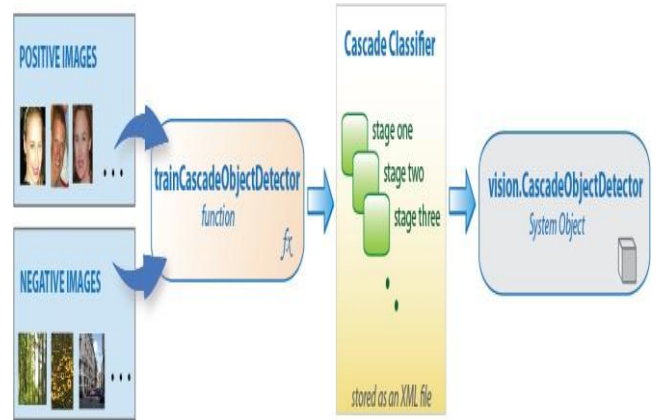 POSITIVE IMAGES
...
NEGATIVE IMAGES
...
trainCascadeObjectDetector
function
fx
Cascade Classifier
stage one
stage two
stage three
stored as an XML file
vision.CascadeObjectDetector
System Object